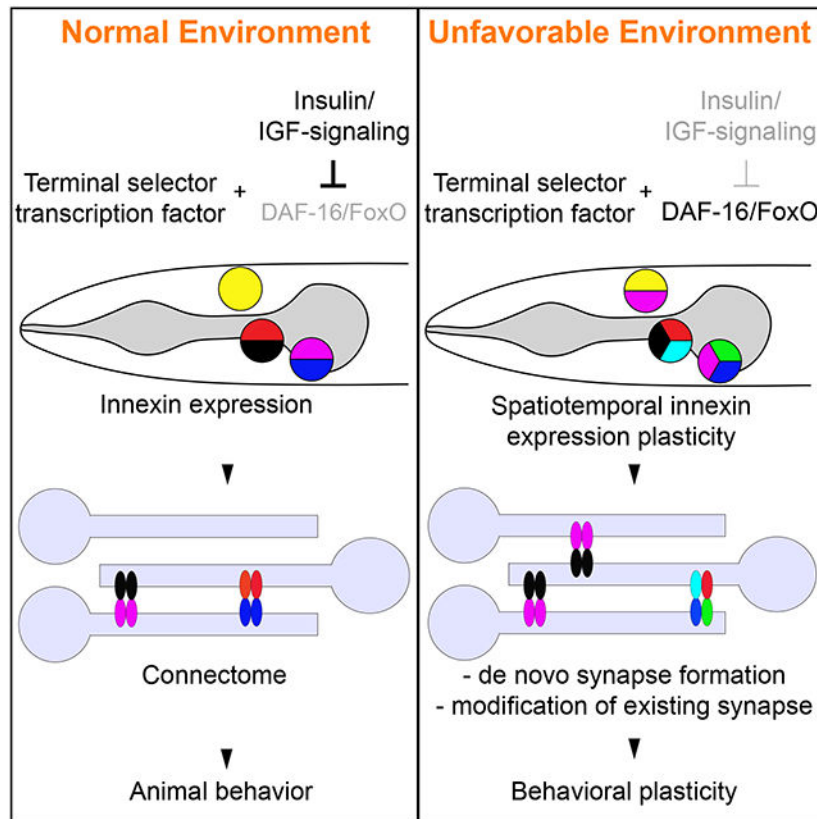 Normal Environment
Insulin/
IGF-signaling
Terminal selector
transcription factor
+
DAF-16/FoxO
Innexin expression
Connectome
Animal behavior
Unfavorable Environment
Insulin/
IGF-signaling
Terminal selector
transcription factor
+
DAF-16/FoxO
Spatiotemporal innexin
expression plasticity
- de novo synapse formation
- modification of existing synapse
Behavioral plasticity